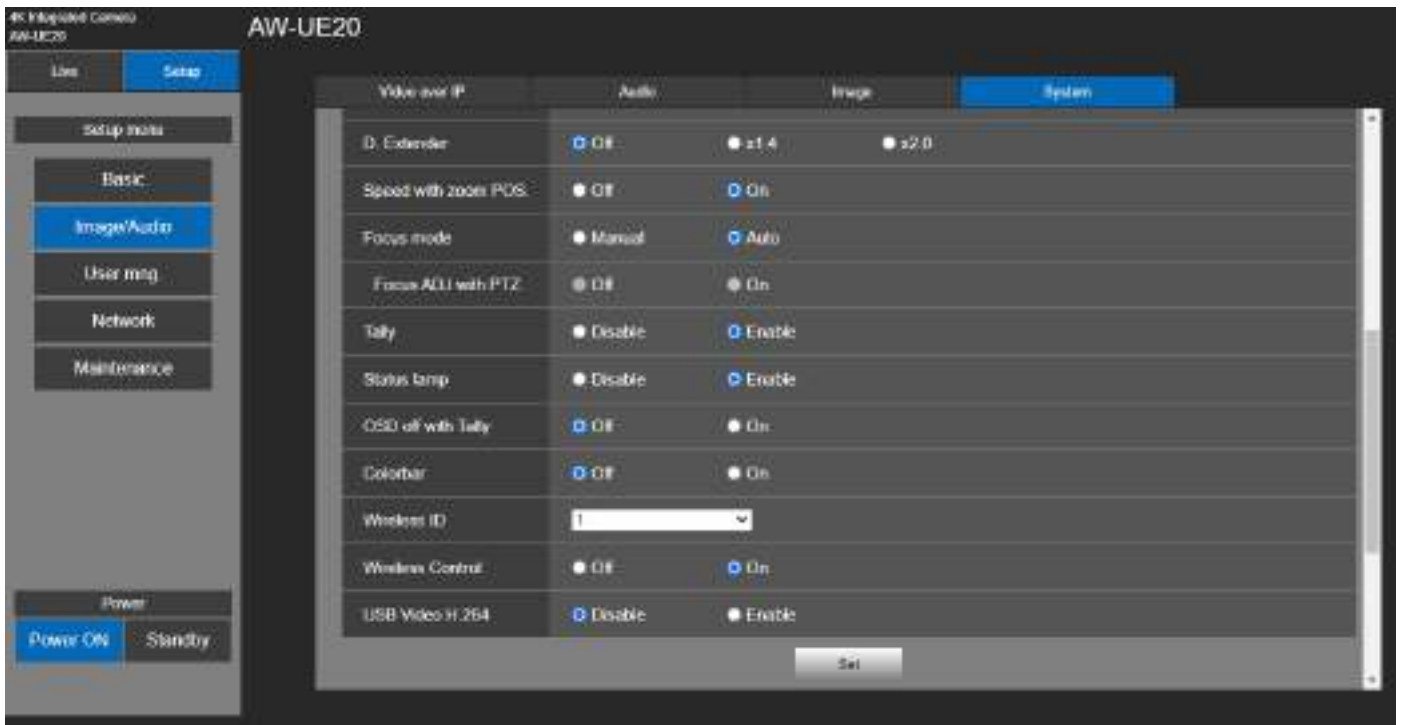 4K Integrated Camera
AW-UE20
AW-UE20
Live Setup
Video over IP Audio Image System
Setup menu
Basic
Image/Audio
User mng.
Network
Maintenance
D. Extender Off x1.4 x2.0
Speed with zoom POS. Off On
Focus mode Manual Auto
Focus ADJ with PTZ Off On
Tally Disable Enable
Status lamp Disable Enable
OSD off with Tally Off On
Colorbar Off On
Wireless ID 1
Wireless Control Off On
USB Video H.264 Disable Enable
Set
Power
Power ON Standby